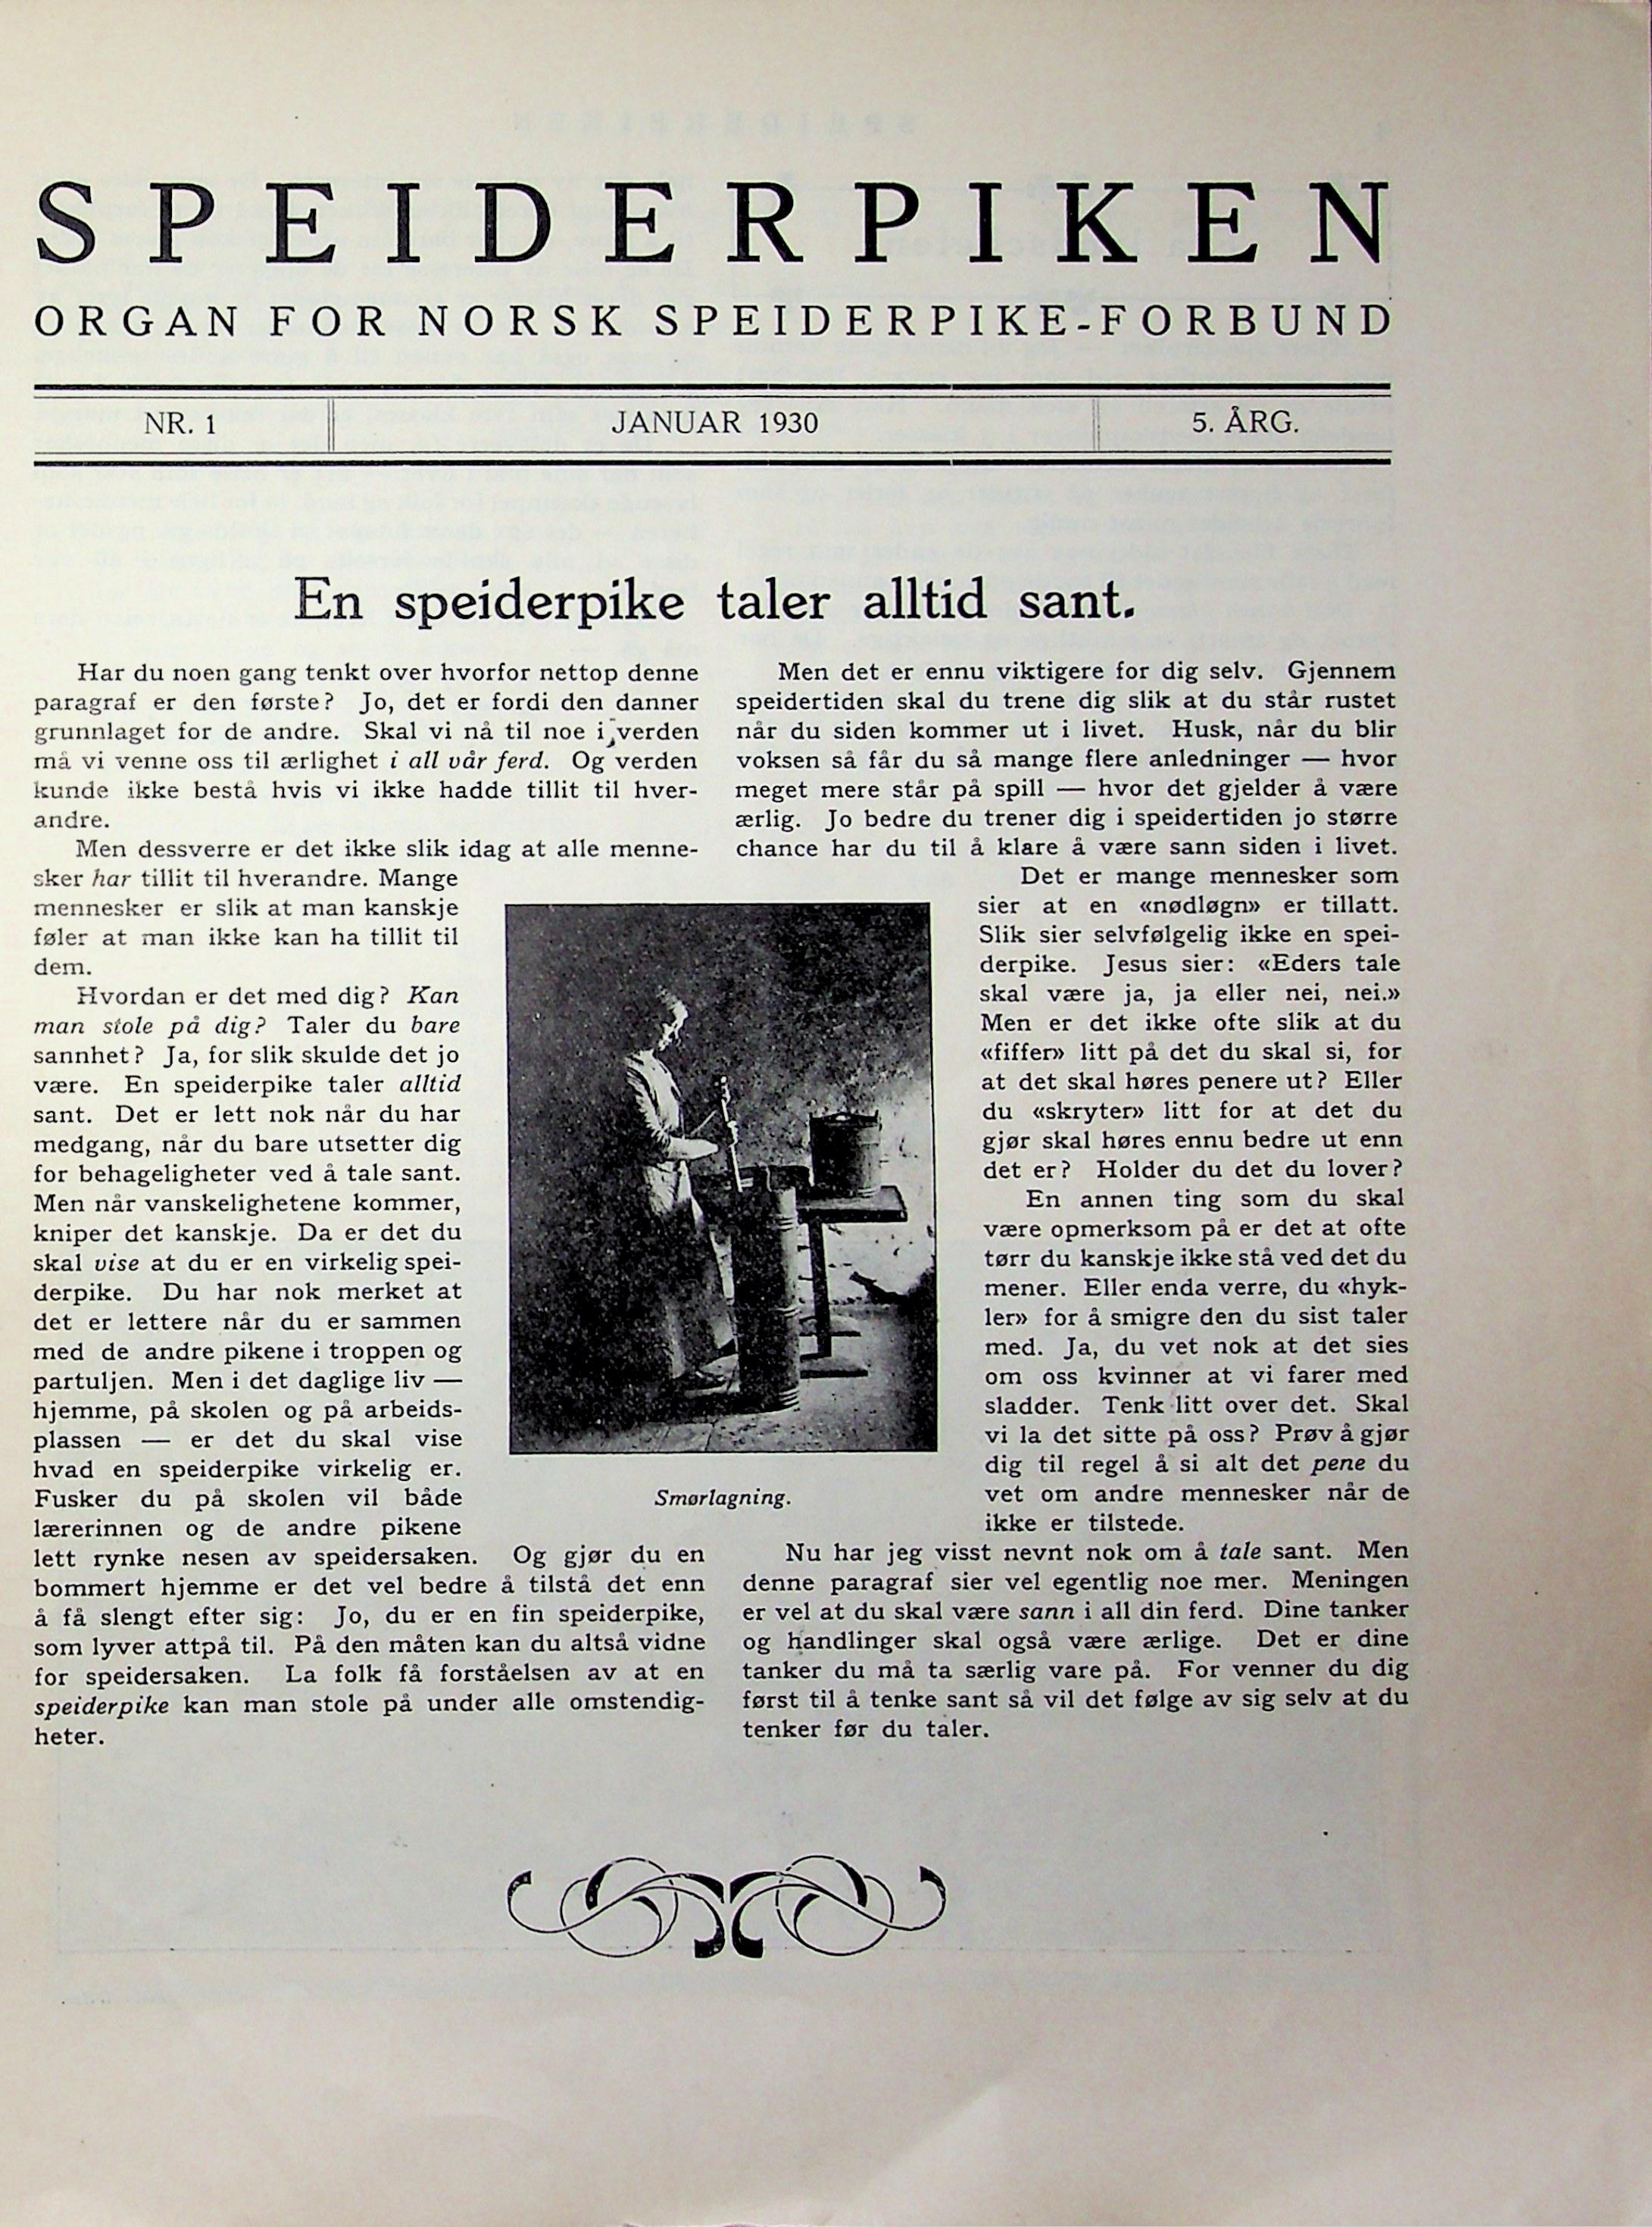 SPEIDERPIKEN
ORGAN FOR NORSK SPEIDERPIKE-FORBUND
NR. 1
JANUAR 1930
5. ÅRG.
En speiderpike taler alltid sant.
Har du noen gang tenkt over hvorfor nettop denne
paragraf er den første? Jo, det er fordi den danner
grunnlaget for de andre. Skal vi nå til noe i verden
må vi venne oss til ærlighet i all vår ferd. Og verden
kunde ikke bestå hvis vi ikke hadde tillit til hver-
andre.
Men dessverre er det ikke slik idag at alle menne-
sker har tillit til hverandre. Mange
mennesker er slik at man kanskje
føler at man ikke kan ha tillit til
dem.
Hvordan er det med dig? Kan
man stole på dig? Taler du bare
sannhet? Ja, for slik skulde det jo
være. En speiderpike taler alltid
sant. Det er lett nok når du har
medgang, når du bare utsetter dig
for behageligheter ved å tale sant.
Men når vanskelighetene kommer,
kniper det kanskje. Da er det du
skal vise at du er en virkelig spei-
derpike. Du har nok merket at
det er lettere når du er sammen
med de andre pikene i troppen og
partuljen. Men i det daglige liv —
hjemme, på skolen og på arbeids-
plassen — er det du skal vise
hvad en speiderpike virkelig er.
Fusker du på skolen vil både
lærerinnen og de andre pikene
lett rynke nesen av speidersaken. Og gjør du en
bommert hjemme er det vel bedre å tilstå det enn
å få slengt efter sig: Jo, du er en fin speiderpike,
som lyver attpå til. På den måten kan du altså vidne
for speidersaken. La folk få forståelsen av at en
speiderpike kan man stole på under alle omstendig-
heter.
Men det er ennu viktigere for dig selv. Gjennem
speidertiden skal du trene dig slik at du står rustet
når du siden kommer ut i livet. Husk, når du blir
voksen så får du så mange flere anledninger — hvor
meget mere står på spill — hvor det gjelder å være
ærlig. Jo bedre du trener dig i speidertiden jo større
chance har du til å klare å være sann siden i livet.
Det er mange mennesker som
sier at en «nødløgn» er tillatt.
Slik sier selvfølgelig ikke en spei-
derpike. Jesus sier: «Eders tale
skal være ja, ja eller nei, nei.»
Men er det ikke ofte slik at du
«fiffer» litt på det du skal si, for
at det skal høres penere ut? Eller
du «skryter» litt for at det du
gjør skal høres ennu bedre ut enn
det er? Holder du det du lover?
En annen ting som du skal
være opmerksom på er det at ofte
tørr du kanskje ikke stå ved det du
mener. Eller enda verre, du «hyk-
ler» for å smigre den du sist taler
med. Ja, du vet nok at det sies
om oss kvinner at vi farer med
sladder. Tenk litt over det. Skal
vi la det sitte på oss? Prøv å gjør
dig til regel å si alt det pene du
vet om andre mennesker når de
ikke er tilstede.
Nu har jeg visst nevnt nok om å tale sant. Men
denne paragraf sier vel egentlig noe mer. Meningen
er vel at du skal være sann i all din ferd. Dine tanker
og handlinger skal også være ærlige. Det er dine
tanker du må ta særlig vare på. For venner du dig
først til å tenke sant så vil det følge av sig selv at du
tenker før du taler.
Smørlagning.